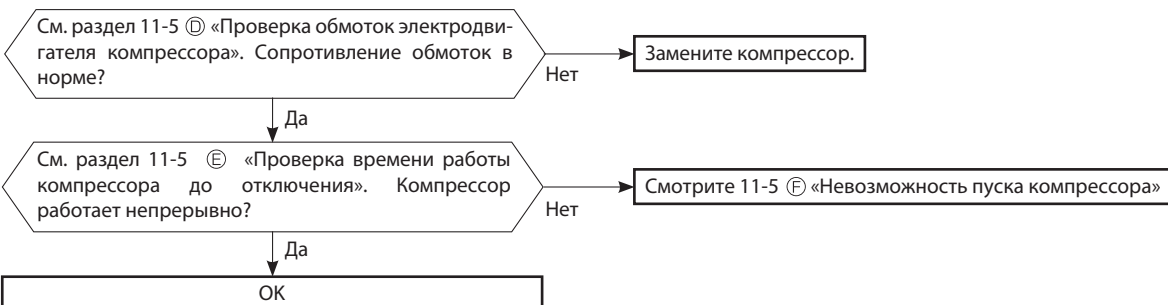 См. раздел 11-5 Ⓓ «Проверка обмоток электродви-
гателя компрессора». Сопротивление обмоток в
норме?
Нет
Замените компрессор.
Да
См. раздел 11-5 Ⓔ «Проверка времени работы
компрессора до отключения». Компрессор
работает непрерывно?
Нет
Смотрите 11-5 Ⓕ «Невозможность пуска компрессора»
Да
OK